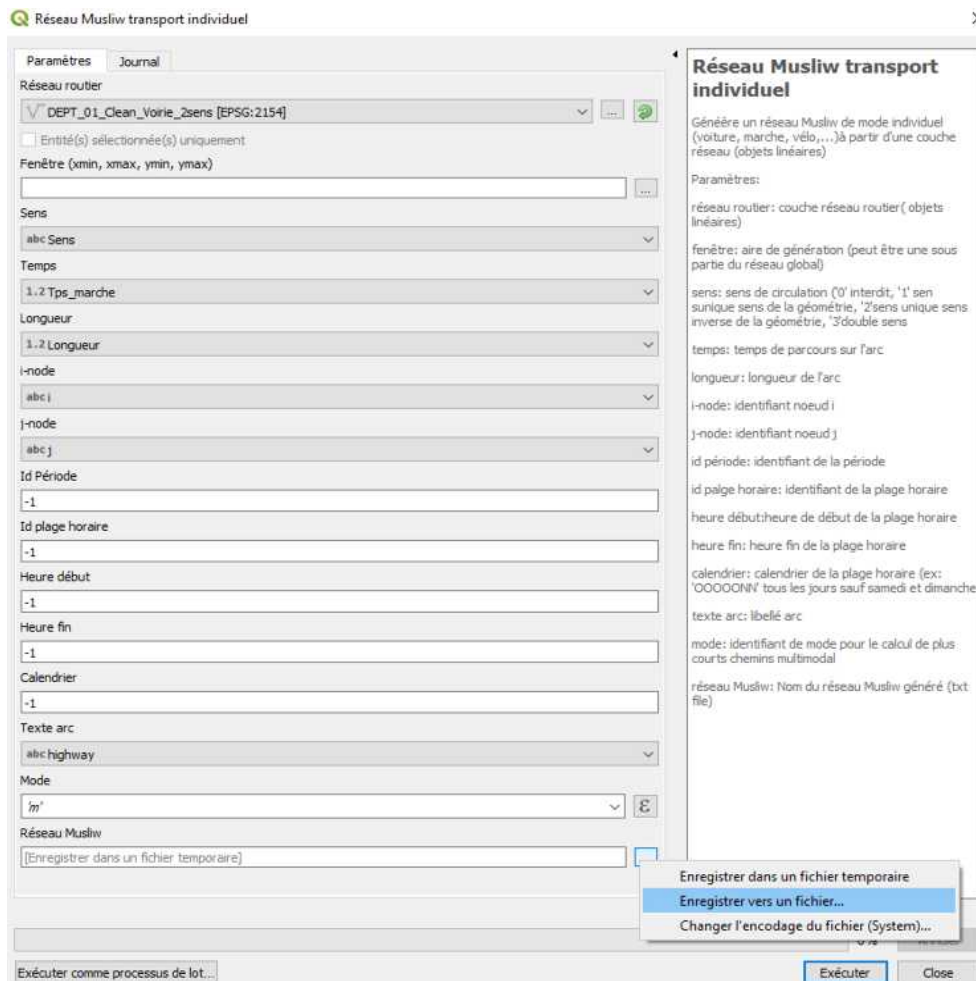 Réseau Musliw transport individuel
Paramètres
Journal
Réseau routier
DEPT_01_Clean_Voirie_2sens [EPSG:2154]
...
Entité(s) sélectionnée(s) uniquement
Fenêtre (xmin, xmax, ymin, ymax)
...
Sens
abc Sens
Temps
1.2 Tps_marche
Longueur
1.2 Longueur
i-node
abc i
j-node
abc j
Id Période
-1
Id plage horaire
-1
Heure début
-1
Heure fin
-1
Calendrier
-1
Texte arc
abc highway
Mode
'm'
ε
Réseau Musliw
[Enregistrer dans un fichier temporaire]
Enregistrer dans un fichier temporaire
Enregistrer vers un fichier...
Changer l'encodage du fichier (System)...
0 %
Exécuter comme processus de lot...
Exécuter
Close
Réseau Musliw transport
individuel
Génèère un réseau Musliw de mode individuel
(voiture, marche, vélo,...)à partir d'une couche
réseau (objets linéaires)
Paramètres:
réseau routier: couche réseau routier( objets
linéaires)
fenêtre: aire de génération (peut être une sous
partie du réseau global)
sens: sens de circulation ('0' interdit, '1' sen
sunique sens de la géométrie, '2'sens unique sens
inverse de la géométrie, '3'double sens
temps: temps de parcours sur l'arc
longueur: longueur de l'arc
i-node: identifiant noeud i
j-node: identifiant noeud j
id période: identifiant de la période
id palge horaire: identifiant de la plage horaire
heure début:heure de début de la plage horaire
heure fin: heure fin de la plage horaire
calendrier: calendrier de la plage horaire (ex:
'OOOOONN' tous les jours sauf samedi et dimanche
texte arc: libellé arc
mode: identifiant de mode pour le calcul de plus
courts chemins multimodal
réseau Musliw: Nom du réseau Musliw généré (txt
file)